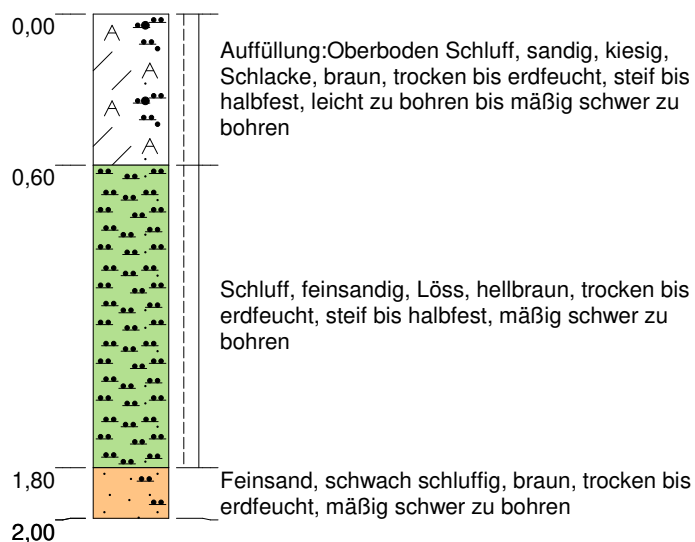 0,00
Auffüllung:Oberboden Schluff, sandig, kiesig,
Schlacke, braun, trocken bis erdfeucht, steif bis
halbfest, leicht zu bohren bis mäßig schwer zu
bohren
0,60
Schluff, feinsandig, Löss, hellbraun, trocken bis
erdfeucht, steif bis halbfest, mäßig schwer zu
bohren
1,80
Feinsand, schwach schluffig, braun, trocken bis
erdfeucht, mäßig schwer zu bohren
2,00